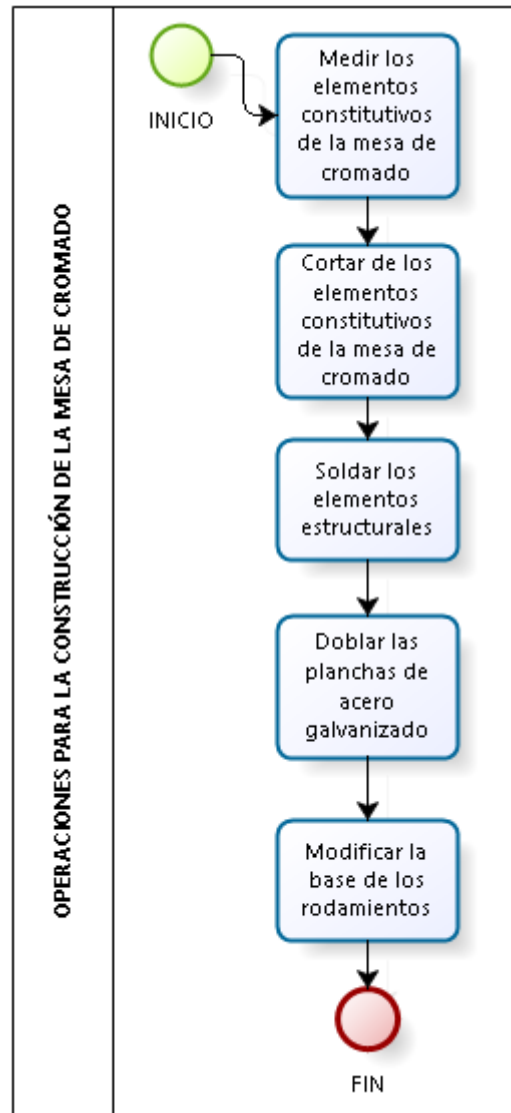 OPERACIONES PARA LA CONSTRUCCIÓN DE LA MESA DE CROMADO
INICIO
Medir los
elementos
constitutivos
de la mesa de
cromado
Cortar de los
elementos
constitutivos
de la mesa de
cromado
Soldar los
elementos
estructurales
Doblar las
planchas de
acero
galvanizado
Modificar la
base de los
rodamientos
FIN